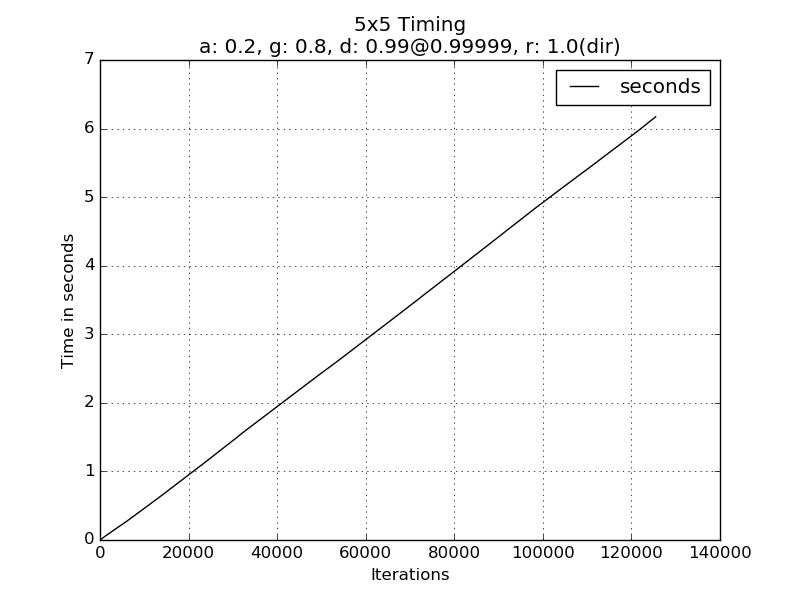 5x5 Timing
a: 0.2, g: 0.8, d: 0.99@0.99999, r: 1.0(dir)
seconds
7
6
5
4
3
2
1
0
Time in seconds
0 20000 40000 60000 80000 100000 120000 140000
Iterations